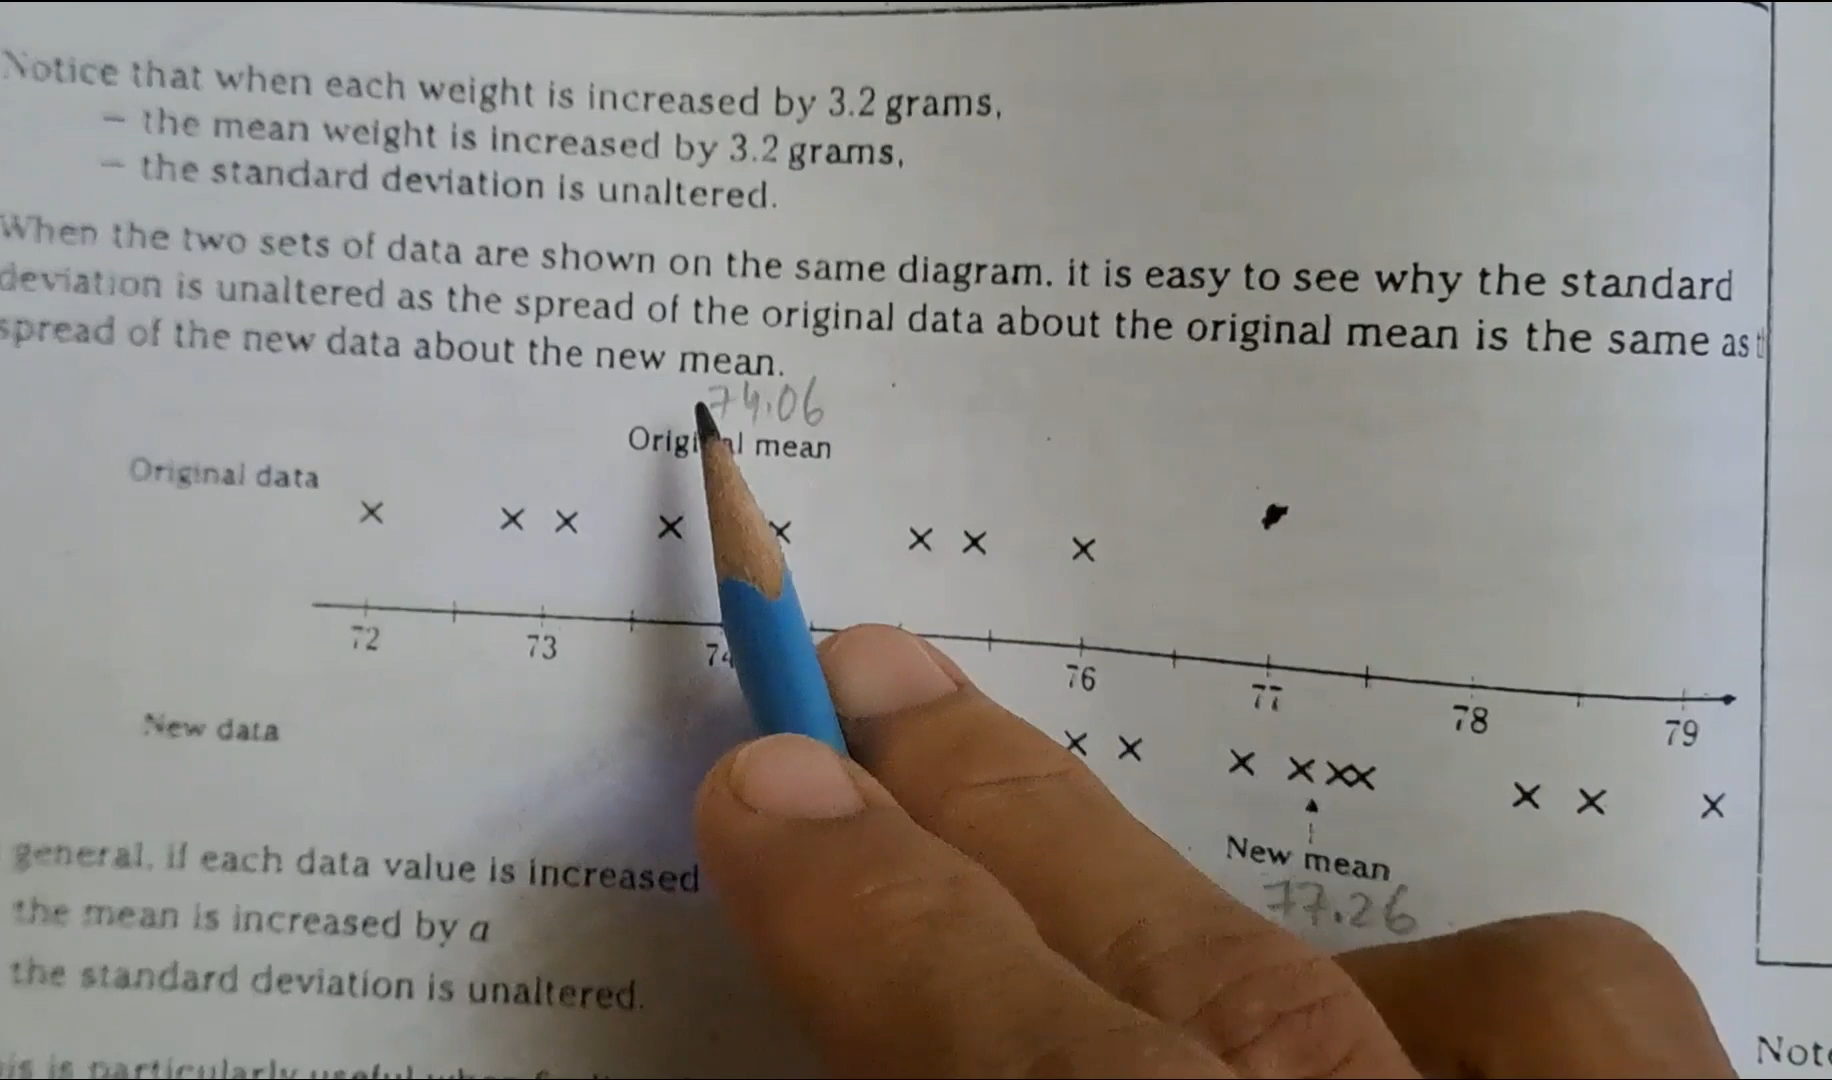 Notice that when each weight is increased by 3.2 grams,
– the mean weight is increased by 3.2 grams,
– the standard deviation is unaltered.
When the two sets of data are shown on the same diagram. it is easy to see why the standard
deviation is unaltered as the spread of the original data about the original mean is the same as
spread of the new data about the new mean.
74.06
Original mean
Original data
72 73 74 76 77 78 79
New data
New mean
77.26
general, if each data value is increased
the mean is increased by a
the standard deviation is unaltered.
is particularly useful